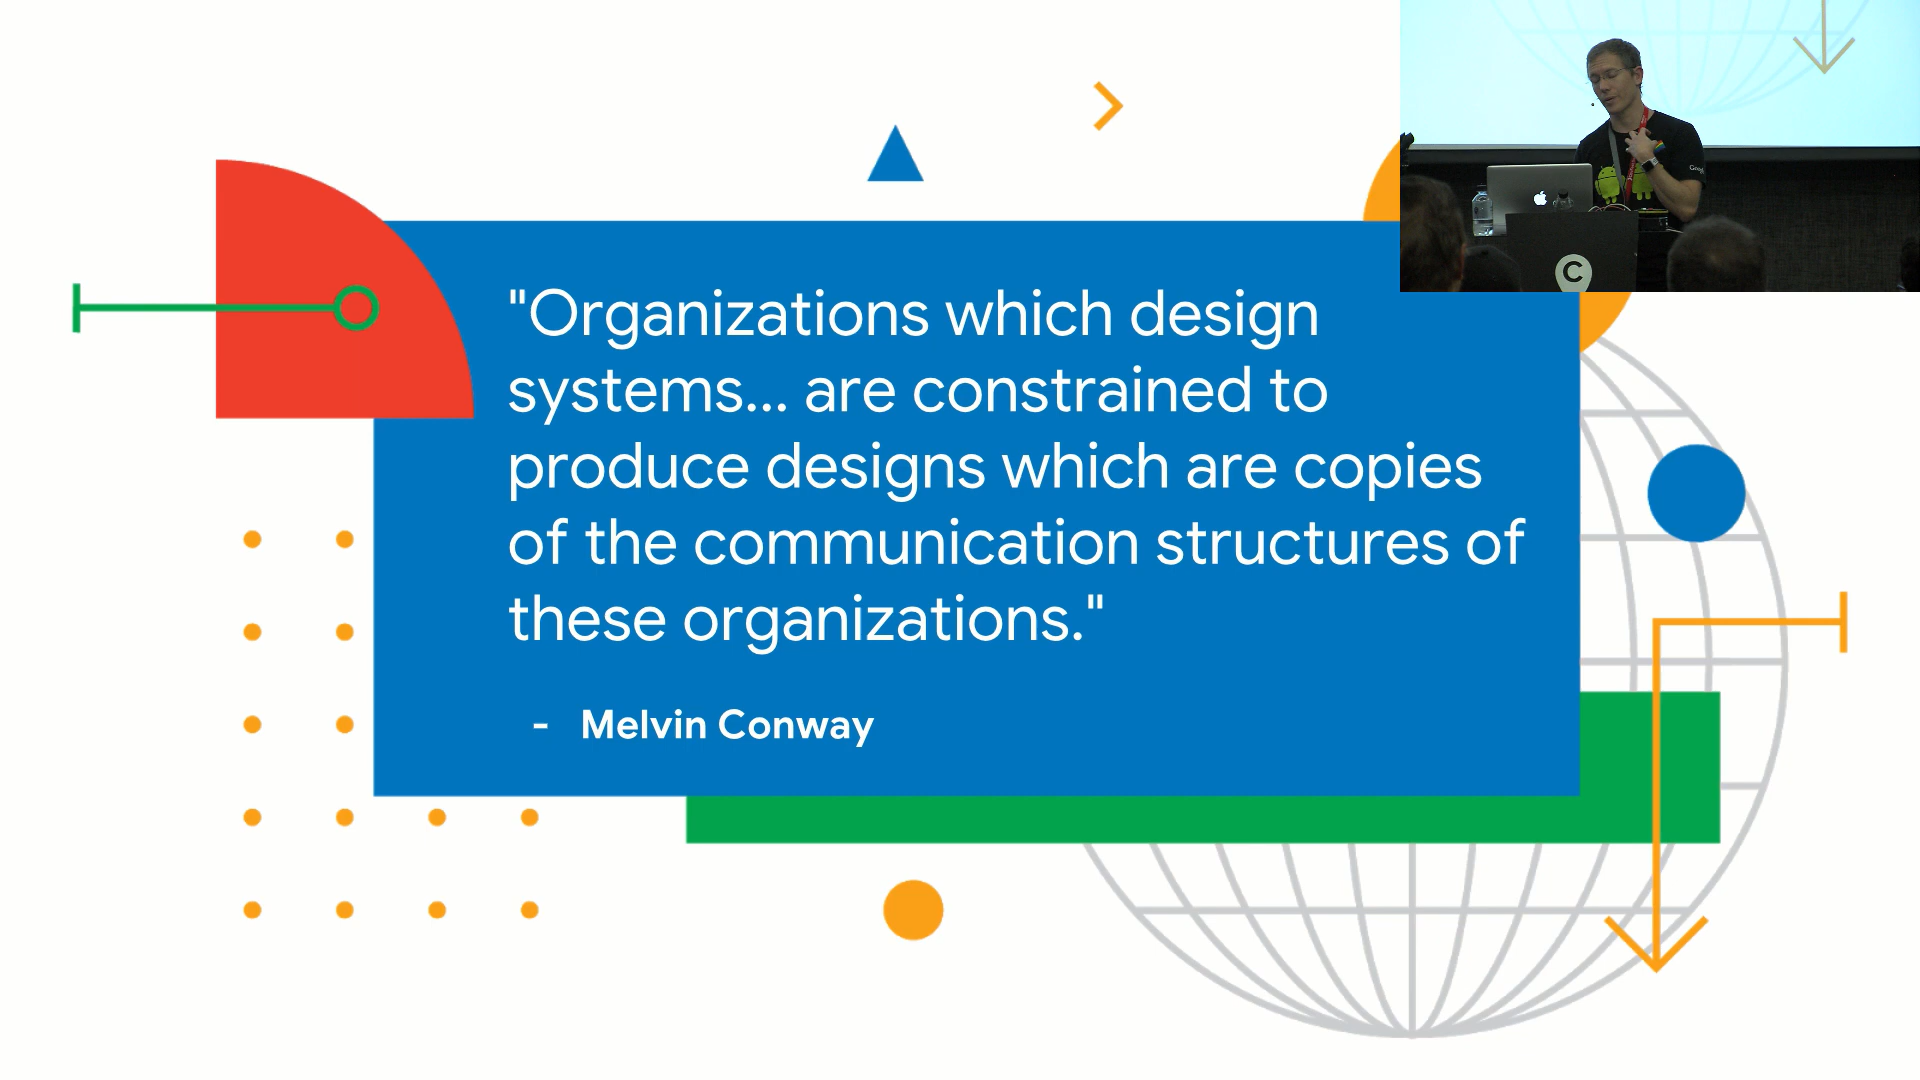 "Organizations which design
systems... are constrained to
produce designs which are copies
of the communication structures of
these organizations."
- Melvin Conway
C